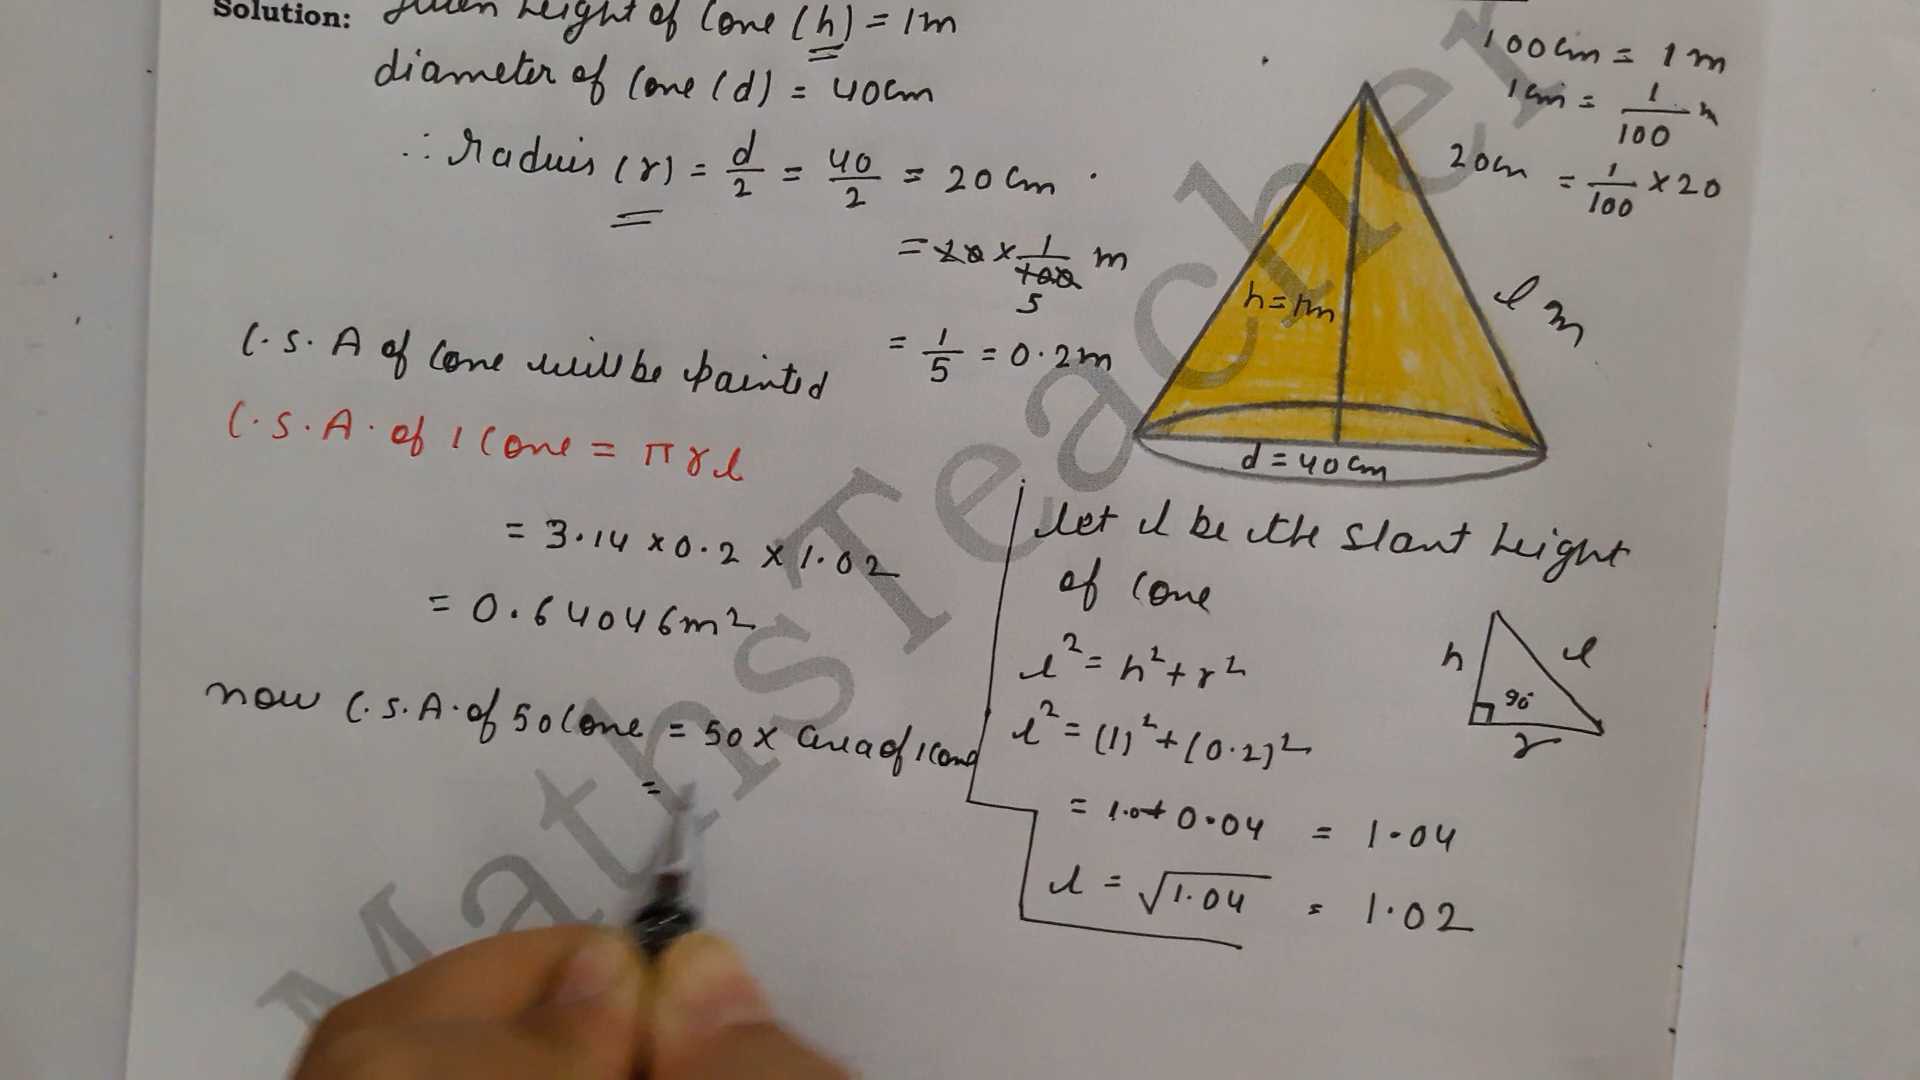 Solution: Given height of Cone (h) = 1m
diameter of Cone (d) = 40cm
∴ raduis (r) = d/2 = 40/2 = 20cm
= 20 × 1/100 m
5
= 1/5 = 0.2m
C.S.A of Cone will be painted
C.S.A. of 1 Cone = πrl
= 3.14 × 0.2 × 1.02
= 0.64046m²
now C.S.A. of 50 Cone = 50 × area of 1 Cone
=
100cm = 1m
1cm = 1/100 m
20cm = 1/100 × 20
h=1m
l m
d = 40cm
let l be the slant height
of Cone
l² = h² + r²
l² = (1)² + (0.2)²
= 1.0+ 0.04 = 1.04
l = √1.04 = 1.02
h
l
90°
r
MathsTeacher